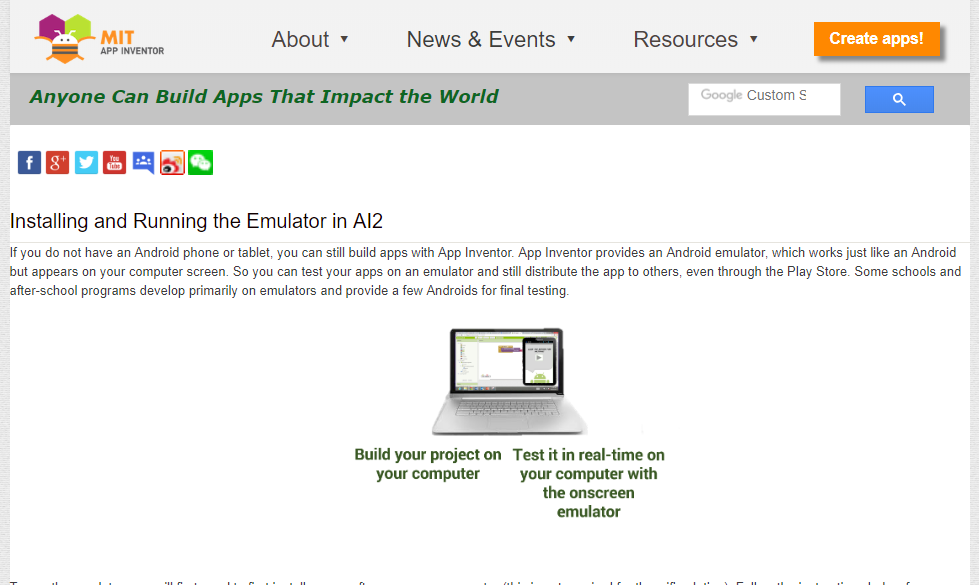 MIT
APP INVENTOR
About
News & Events
Resources
Create apps!
Anyone Can Build Apps That Impact the World
Google Custom S
f
g+
You
Tube
Installing and Running the Emulator in AI2
If you do not have an Android phone or tablet, you can still build apps with App Inventor. App Inventor provides an Android emulator, which works just like an Android
but appears on your computer screen. So you can test your apps on an emulator and still distribute the app to others, even through the Play Store. Some schools and
after-school programs develop primarily on emulators and provide a few Androids for final testing.
Build your project on
your computer
Test it in real-time on
your computer with
the onscreen
emulator